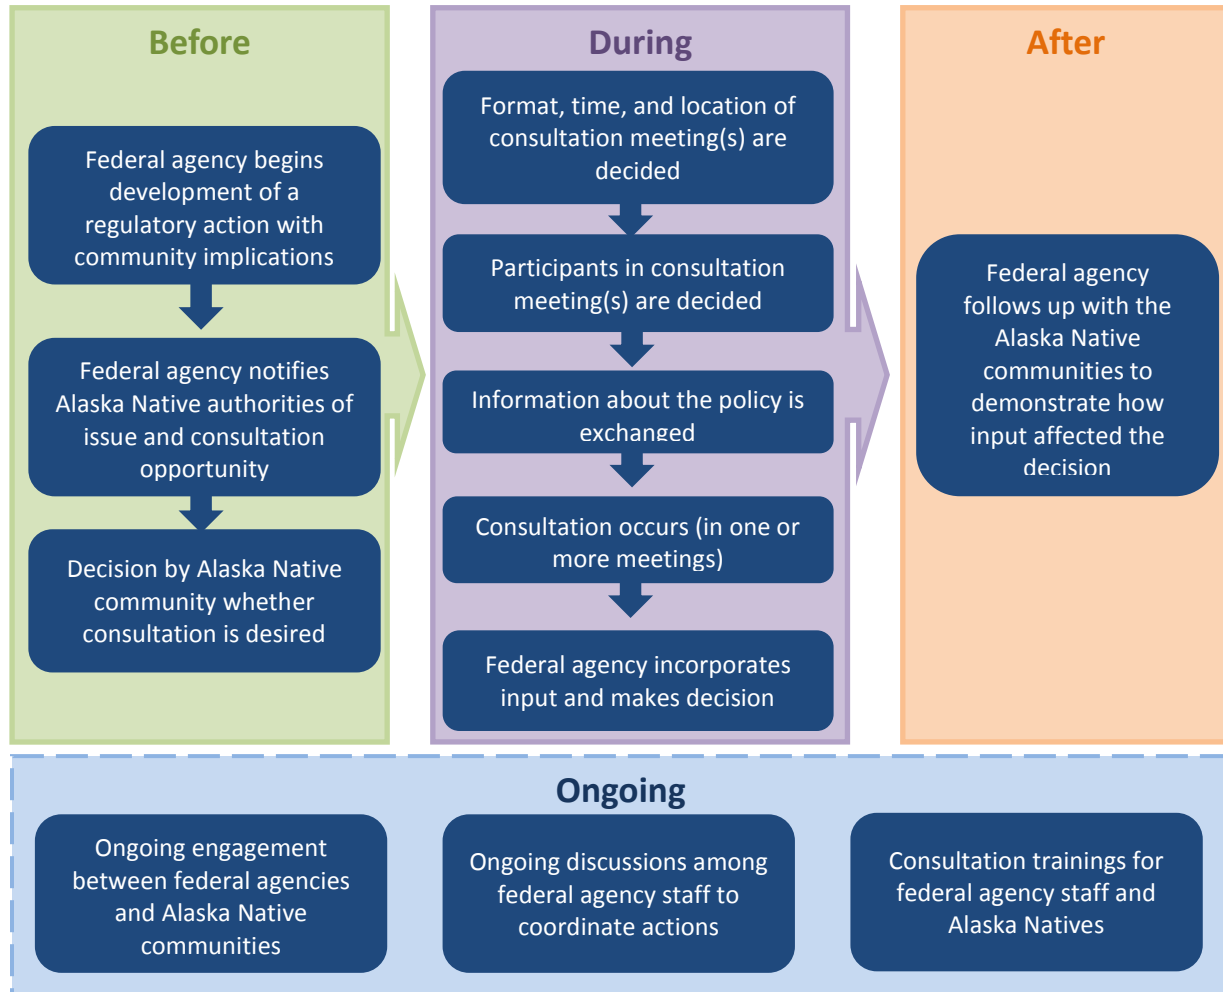 Before
Federal agency begins
development of a
regulatory action with
community implications
Federal agency notifies
Alaska Native authorities of
issue and consultation
opportunity
Decision by Alaska Native
community whether
consultation is desired
During
Format, time, and location of
consultation meeting(s) are
decided
Participants in consultation
meeting(s) are decided
Information about the policy is
exchanged
Consultation occurs (in one or
more meetings)
Federal agency incorporates
input and makes decision
After
Federal agency
follows up with the
Alaska Native
communities to
demonstrate how
input affected the
decision
Ongoing
Ongoing engagement
between federal agencies
and Alaska Native
communities
Ongoing discussions among
federal agency staff to
coordinate actions
Consultation trainings for
federal agency staff and
Alaska Natives